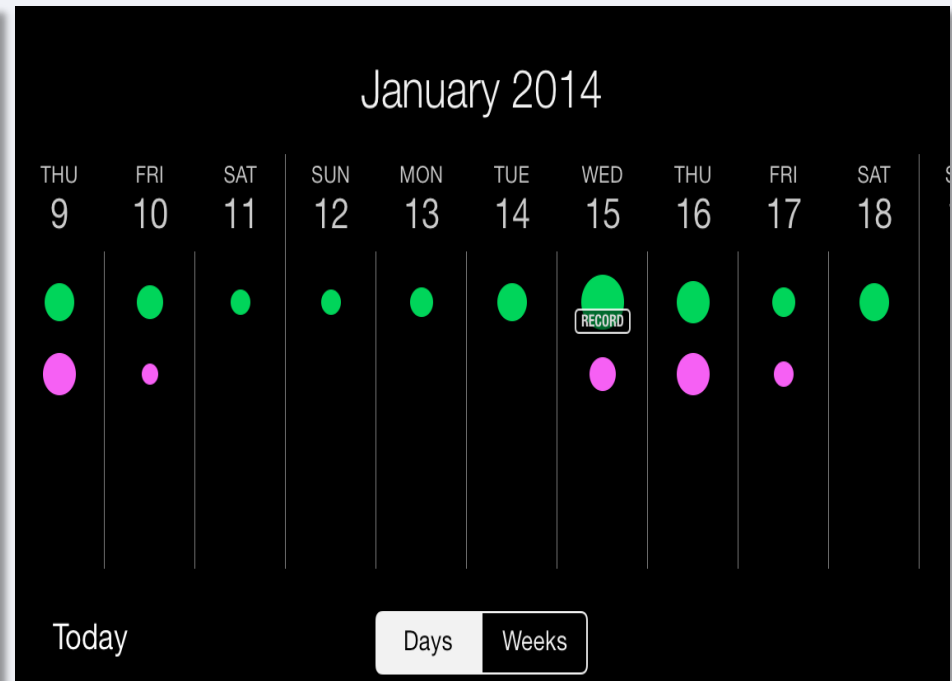 January 2014
THU FRI SAT SUN MON TUE WED THU FRI SAT
9 10 11 12 13 14 15 16 17 18
RECORD
Today Days Weeks